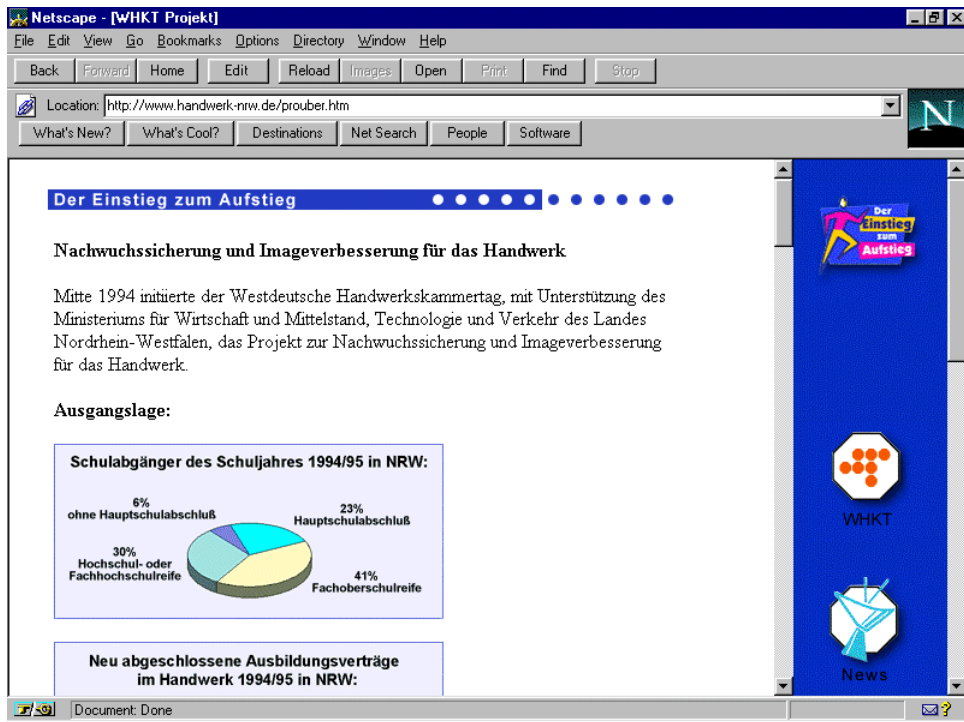 Netscape - [WHKT Projekt]
File Edit View Go Bookmarks Options Directory Window Help
Back Forward Home Edit Reload Images Open Print Find Stop
Location: http://www.handwerk-nrw.de/prouber.htm
N
What's New? What's Cool? Destinations Net Search People Software
Der Einstieg zum Aufstieg
Nachwuchssicherung und Imageverbesserung für das Handwerk
Mitte 1994 initiierte der Westdeutsche Handwerkskammertag, mit Unterstützung des
Ministeriums für Wirtschaft und Mittelstand, Technologie und Verkehr des Landes
Nordrhein-Westfalen, das Projekt zur Nachwuchssicherung und Imageverbesserung
für das Handwerk.
Ausgangslage:
Schulabgänger des Schuljahres 1994/95 in NRW:
6%
ohne Hauptschulabschluß
23%
Hauptschulabschluß
30%
Hochschul- oder
Fachhochschulreife
41%
Fachoberschulreife
Neu abgeschlossene Ausbildungsverträge
im Handwerk 1994/95 in NRW:
Der
Einstieg
zum
Aufstieg
WHKT
News
Document: Done